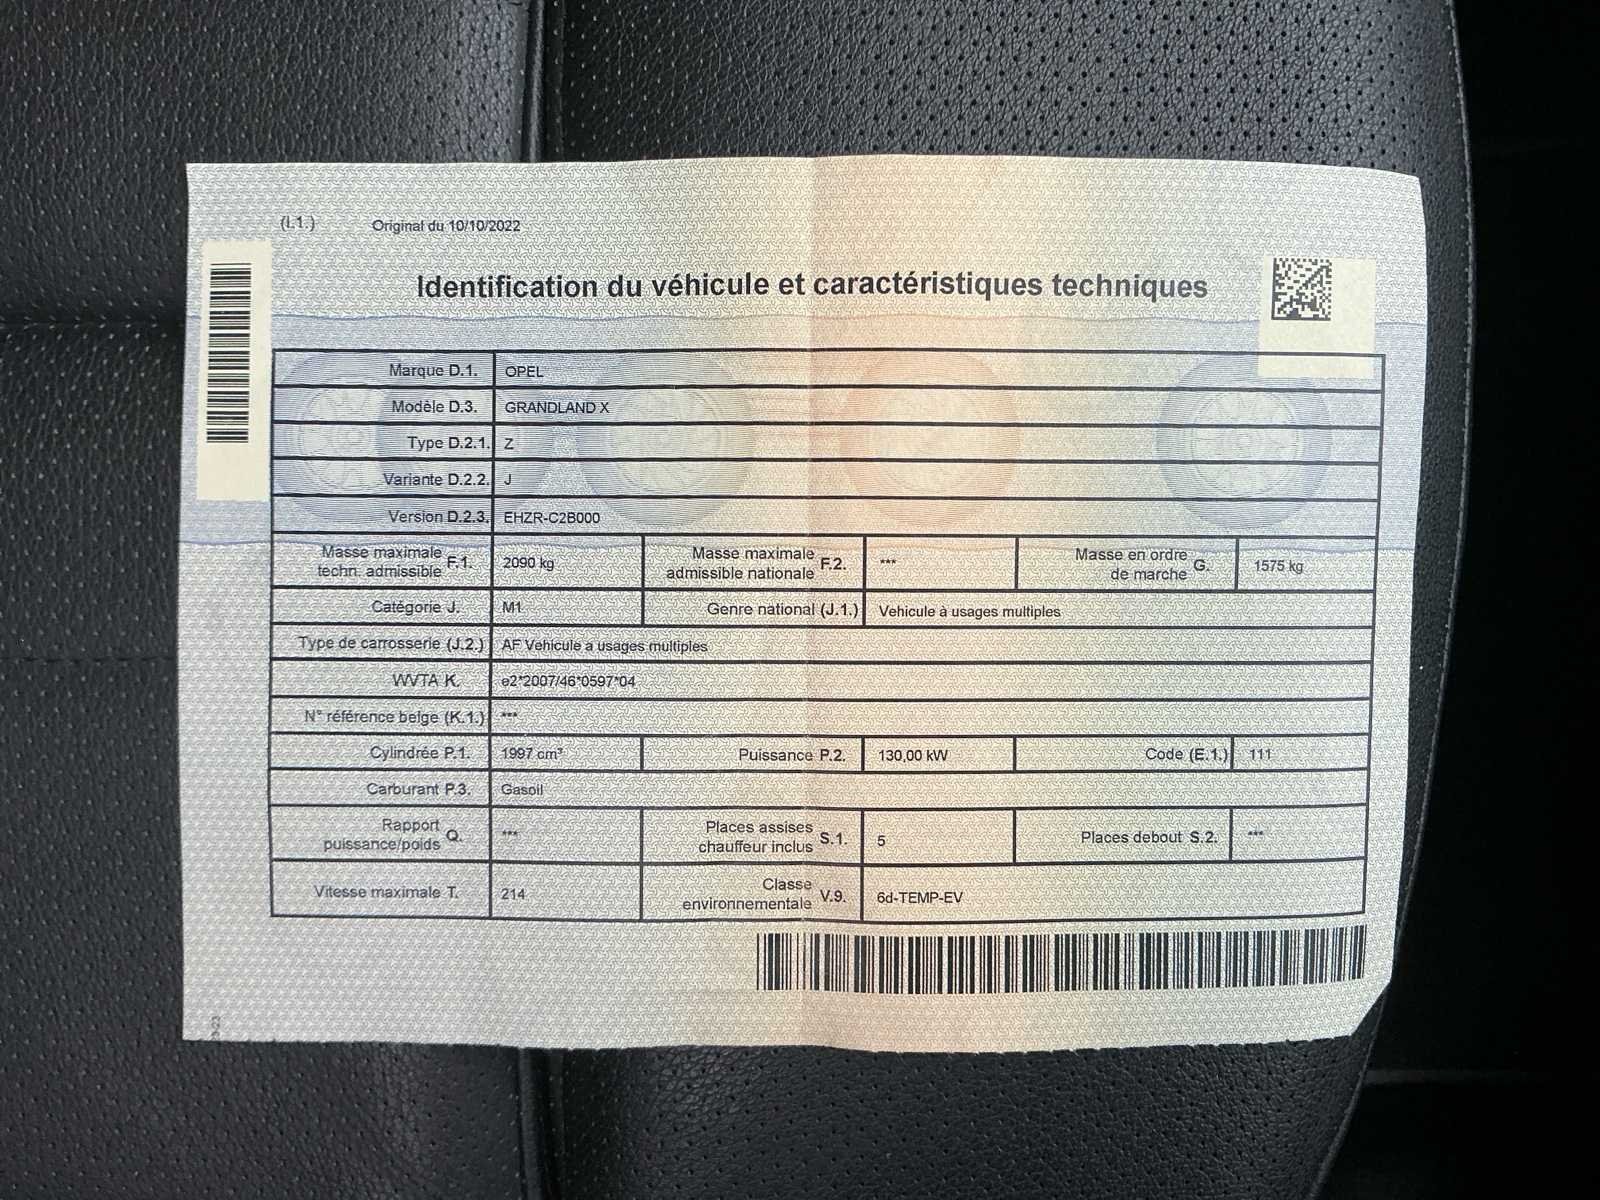 (I.1.) Original du 10/10/2022
Identification du véhicule et caractéristiques techniques
Marque D.1. OPEL
Modèle D.3. GRANDLAND X
Type D.2.1. Z
Variante D.2.2. J
Version D.2.3. EHZR-C2B000
Masse maximale techn. admissible F.1. 2090 kg Masse maximale admissible nationale F.2. *** Masse en ordre de marche G. 1575 kg
Catégorie J. M1 Genre national (J.1.) Vehicule à usages multiples
Type de carrosserie (J.2.) AF Vehicule a usages multiples
WVTA K. e2*2007/46*0597*04
N° référence belge (K.1.) ***
Cylindrée P.1. 1997 cm³ Puissance P.2. 130,00 kW Code (E.1.) 111
Carburant P.3. Gasoil
Rapport puissance/poids Q. *** Places assises chauffeur inclus S.1. 5 Places debout S.2. ***
Vitesse maximale T. 214 Classe environnementale V.9. 6d-TEMP-EV